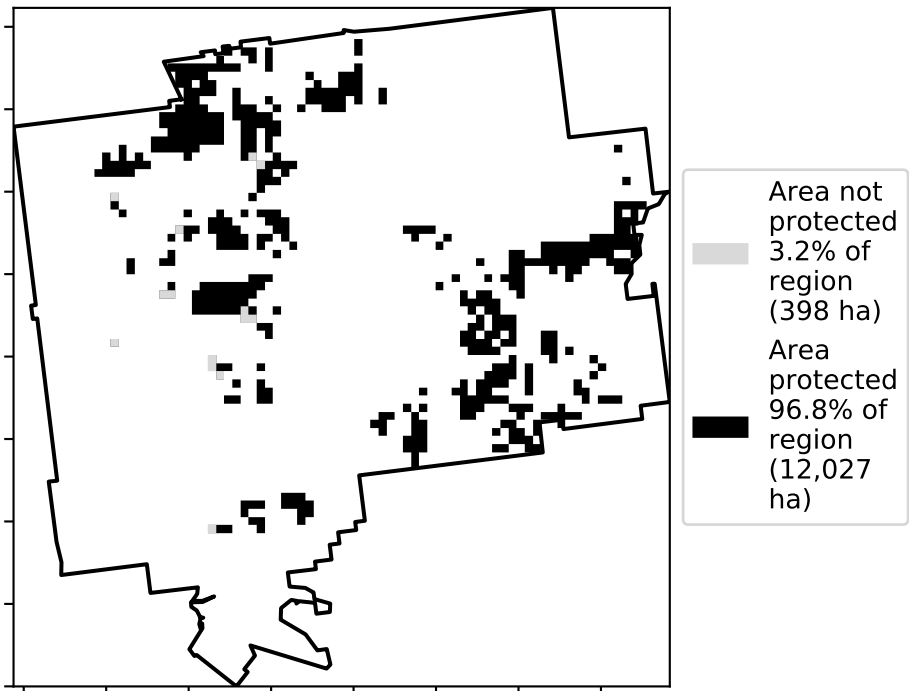 Area not
protected
3.2% of
region
(398 ha)
Area
protected
96.8% of
region
(12,027
ha)